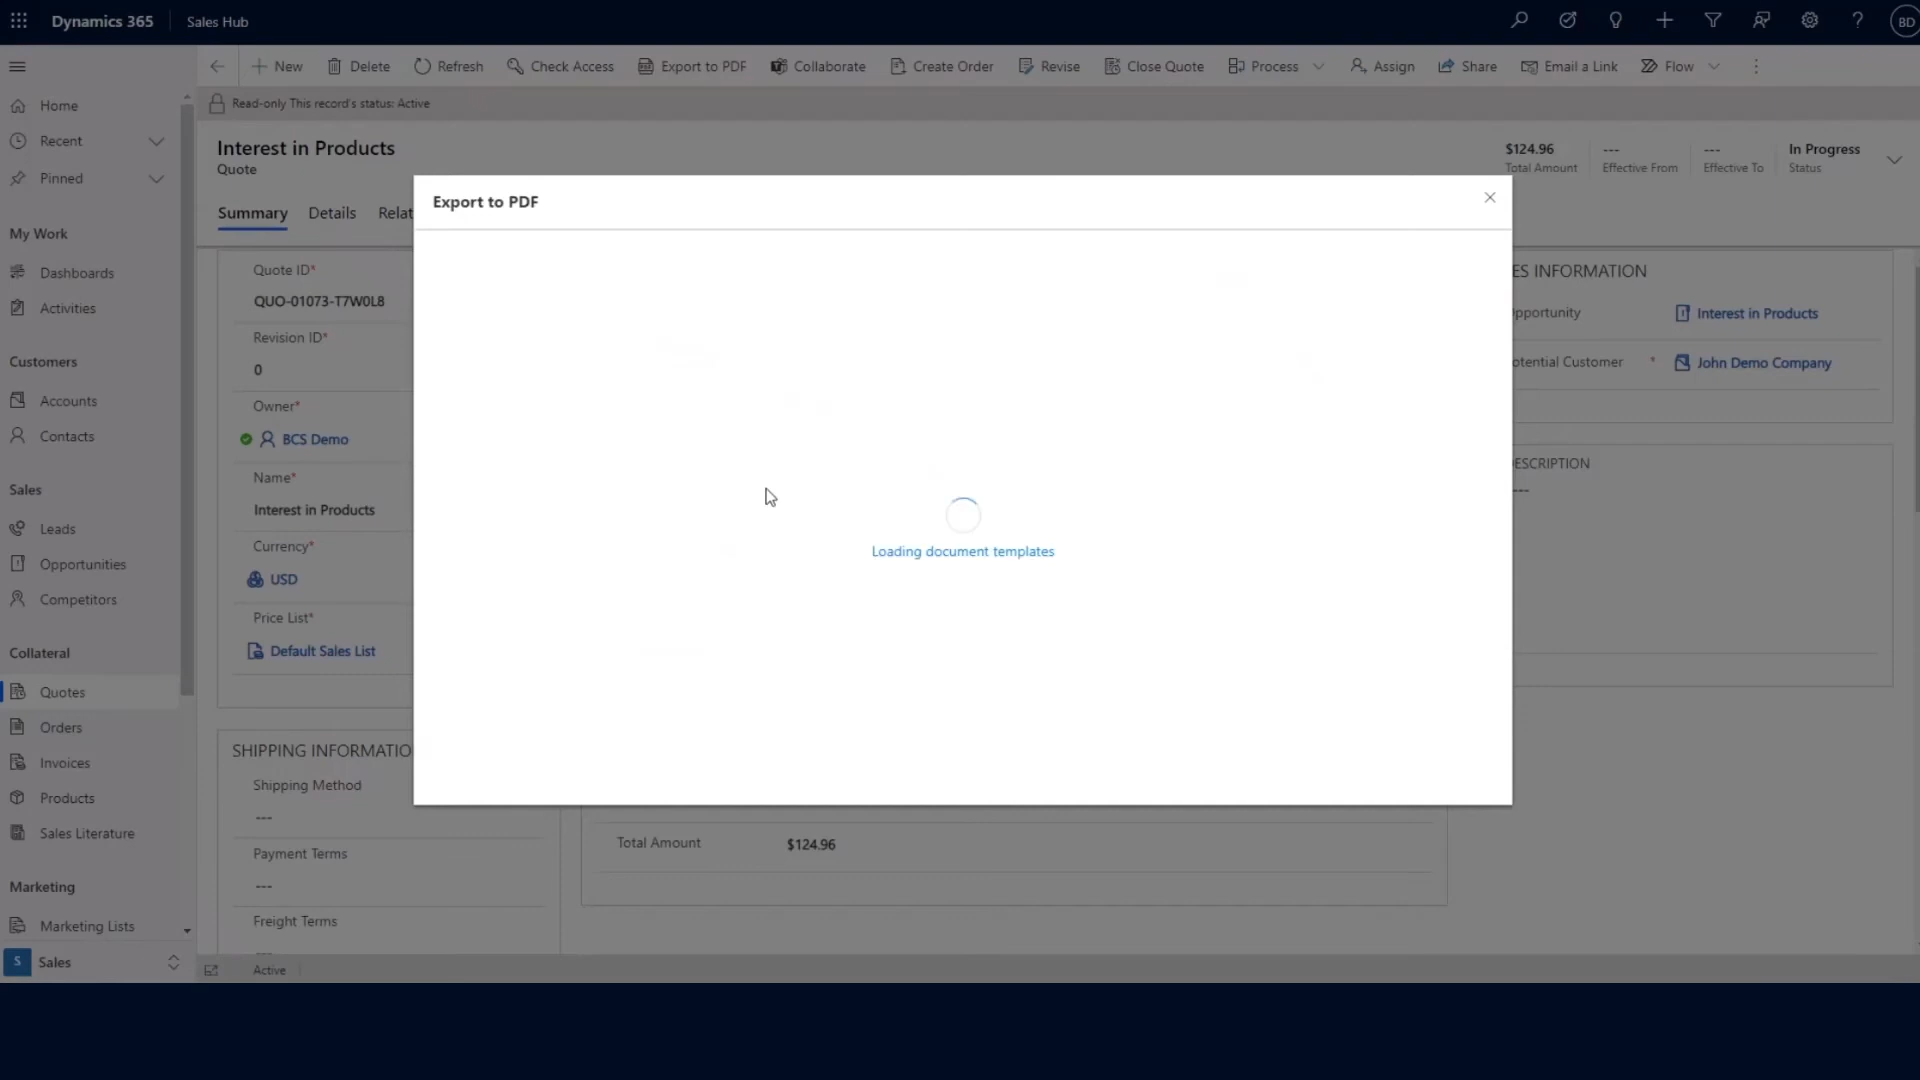 Dynamics 365 Sales Hub BD
New Delete Refresh Check Access Export to PDF Collaborate Create Order Revise Close Quote Process Assign Share Email a Link Flow
Read-only This record's status: Active
Home
Recent
Pinned
My Work
Dashboards
Activities
Customers
Accounts
Contacts
Sales
Leads
Opportunities
Competitors
Collateral
Quotes
Orders
Invoices
Products
Sales Literature
Marketing
Marketing Lists
S Sales
Interest in Products
Quote
$124.96 --- --- In Progress
Total Amount Effective From Effective To Status
Summary Details Relat
Export to PDF
Loading document templates
Quote ID*
QUO-01073-T7W0L8
Revision ID*
0
Owner*
BCS Demo
Name*
Interest in Products
Currency*
USD
Price List*
Default Sales List
SHIPPING INFORMATIO
Shipping Method
---
Payment Terms
---
Freight Terms
---
Total Amount $124.96
ES INFORMATION
pportunity Interest in Products
otential Customer * John Demo Company
ESCRIPTION
---
Active